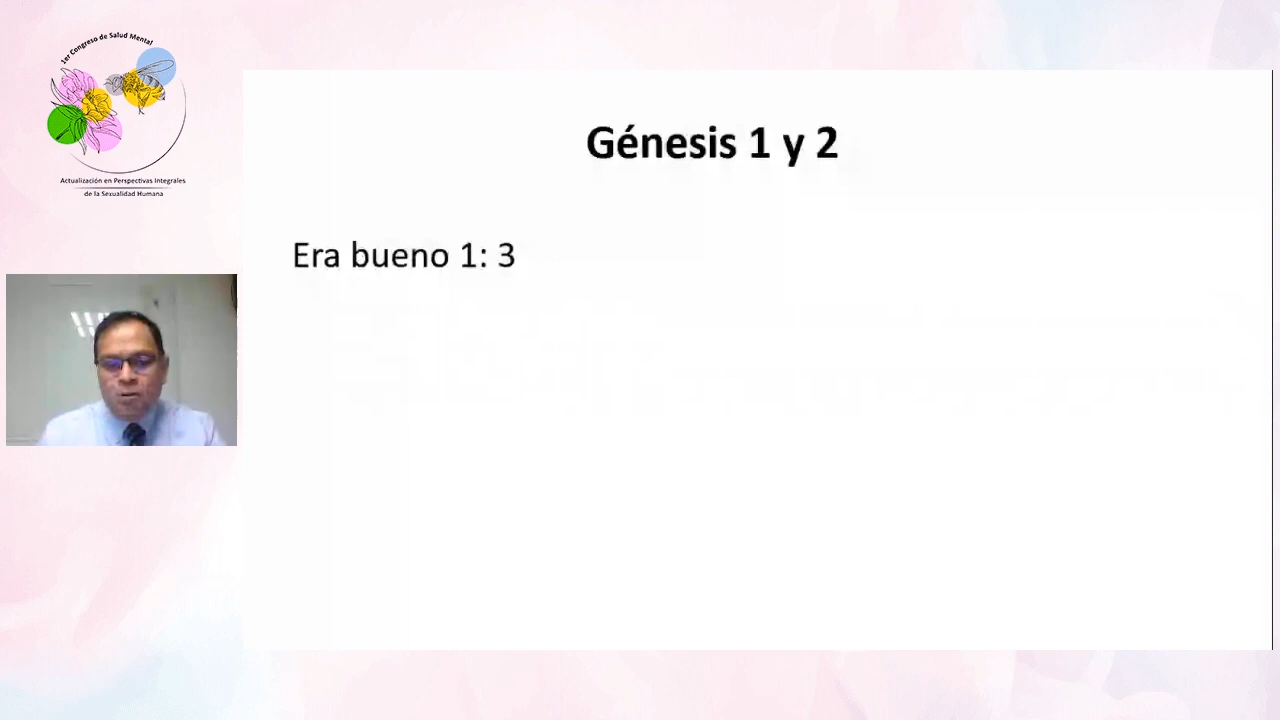 1er Congreso de Salud Mental
Actualización en Perspectivas Integrales
de la Sexualidad Humana
Génesis 1 y 2
Era bueno 1: 3